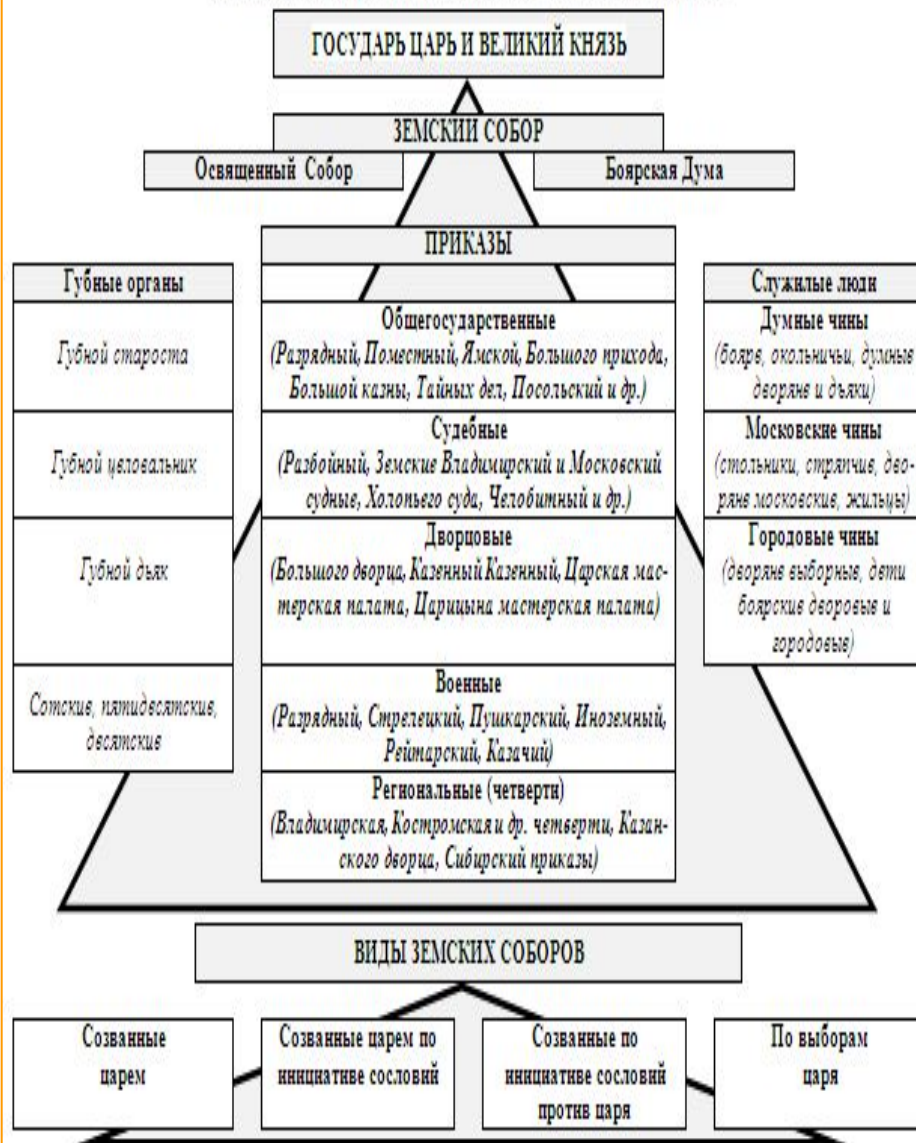 ГОСУДАРЬ ЦАРЬ И ВЕЛИКИЙ КНЯЗЬ
ЗЕМСКИЙ СОБОР
Освященный Собор
Боярская Дума
ПРИКАЗЫ
Губные органы
Губной староста
Губной целовальник
Губной дьяк
Сотские, пятидесятские,
десятские
Общегосударственные
(Разрядный, Поместный, Ямской, Большого прихода,
Большой казны, Тайных дел, Посольский и др.)
Судебные
(Разбойный, Земские Владимирский и Московский
судные, Холопьего суда, Челобитный и др.)
Дворцовые
(Большого дворца, Казенный Казенный, Царская мас-
терская палата, Царицына мастерская палата)
Военные
(Разрядный, Стрелецкий, Пушкарский, Иноземный,
Рейтарский, Казачий)
Региональные (четверти)
(Владимирская, Костромская и др. четверти, Казан-
ского дворца, Сибирский приказы)
Служилые люди
Думные чины
(бояре, окольничьи, думные
дворяне и дьяки)
Московские чины
(стольники, стряпчие, дво-
ряне московские, жильцы)
Городовые чины
(дворяне выборные, дети
боярские дворовые и
городовые)
ВИДЫ ЗЕМСКИХ СОБОРОВ
Созванные
царем
Созванные царем по
инициативе сословий
Созванные по
инициативе сословий
против царя
По выборам
царя